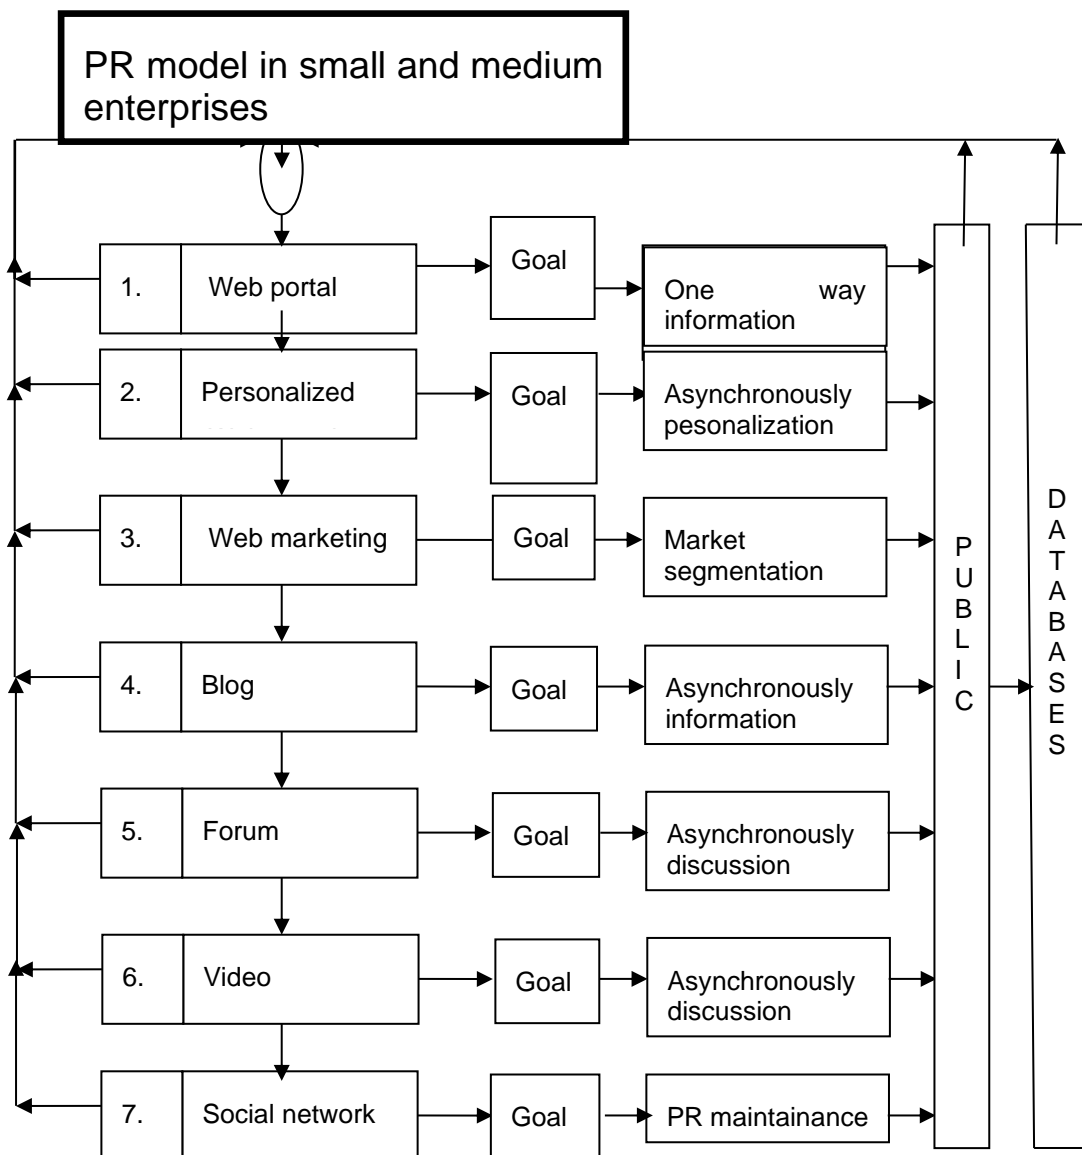 PR model in small and medium
enterprises
1. Web portal
Goal
One way
information
2. Personalized
Goal
Asynchronously
pesonalization
3. Web marketing
Goal
Market
segmentation
4. Blog
Goal
Asynchronously
information
5. Forum
Goal
Asynchronously
discussion
6. Video
Goal
Asynchronously
discussion
7. Social network
Goal
PR maintainance
PUBLIC
DATABASES